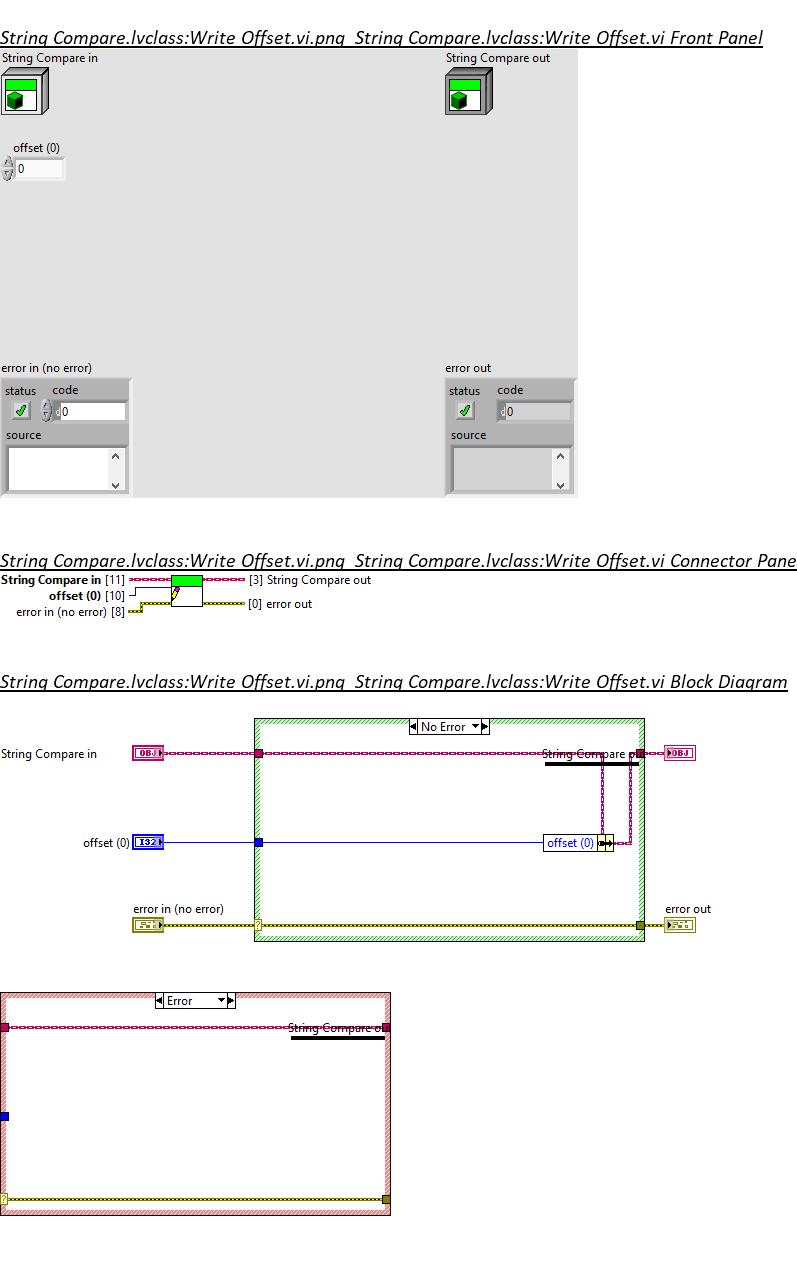 String Compare.lvclass:Write Offset.vi.png  String Compare.lvclass:Write Offset.vi Front Panel
String Compare in
String Compare out
offset (0)
0
error in (no error)
error out
status
code
d
0
source
status
code
d
0
source
String Compare.lvclass:Write Offset.vi.png  String Compare.lvclass:Write Offset.vi Connector Pane
String Compare in [11]
[3] String Compare out
offset (0) [10]
error in (no error) [8]
[0] error out
String Compare.lvclass:Write Offset.vi.png  String Compare.lvclass:Write Offset.vi Block Diagram
No Error
String Compare in
OBJ
String Compare o
OBJ
offset (0)
I32
offset (0)
error in (no error)
error out
?
Error
String Compare o
?